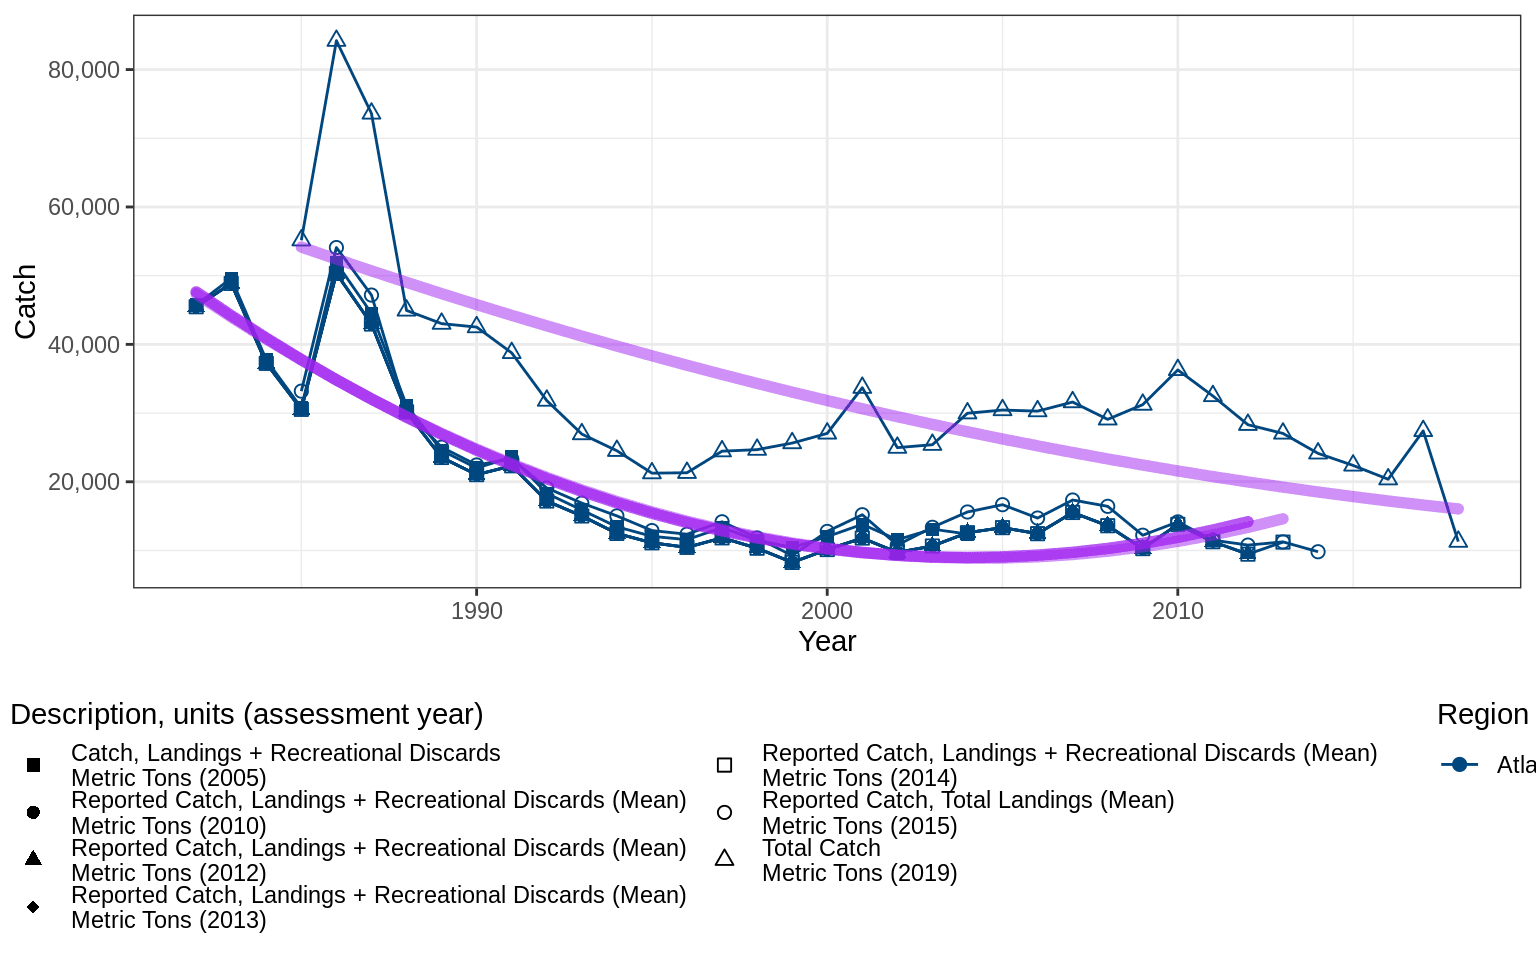 80,000
60,000
40,000
20,000
Catch
1990
2000
2010
Year
Description, units (assessment year)
Catch, Landings + Recreational Discards
Metric Tons (2005)
Reported Catch, Landings + Recreational Discards (Mean)
Metric Tons (2010)
Reported Catch, Landings + Recreational Discards (Mean)
Metric Tons (2012)
Reported Catch, Landings + Recreational Discards (Mean)
Metric Tons (2013)
Reported Catch, Landings + Recreational Discards (Mean)
Metric Tons (2014)
Reported Catch, Total Landings (Mean)
Metric Tons (2015)
Total Catch
Metric Tons (2019)
Region